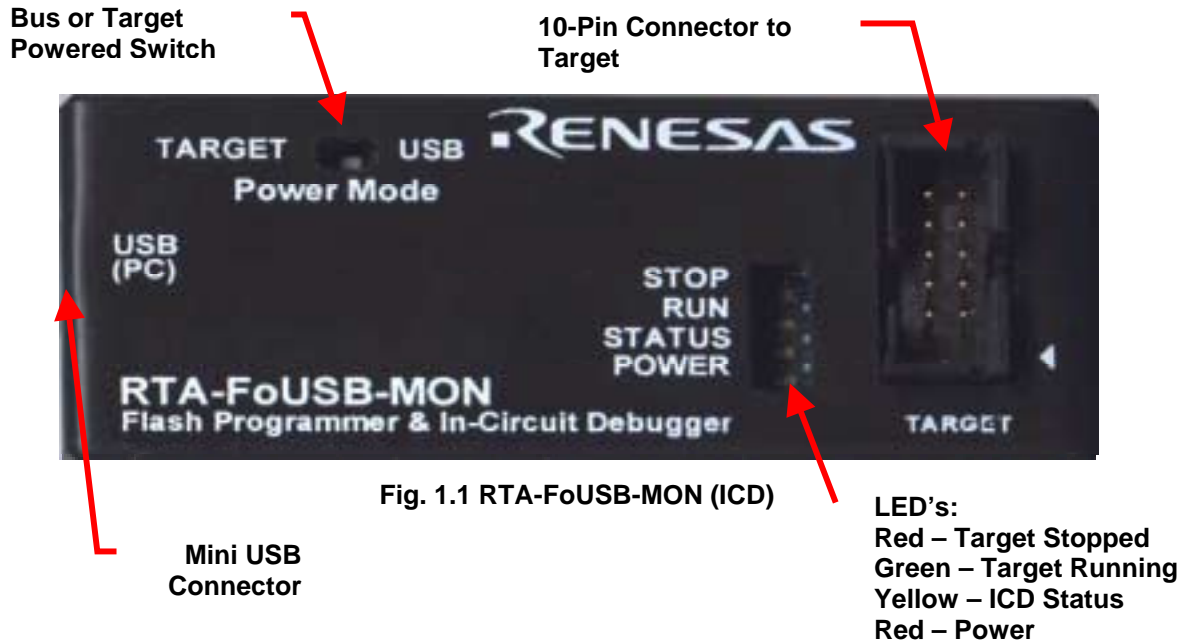 Bus or Target
Powered Switch
10-Pin Connector to
Target
RENESAS
TARGET
USB
Power Mode
USB
(PC)
STOP
RUN
STATUS
POWER
RTA-FoUSB-MON
Flash Programmer & In-Circuit Debugger
TARGET
Fig. 1.1 RTA-FoUSB-MON (ICD)
Mini USB
Connector
LED’s:
Red – Target Stopped
Green – Target Running
Yellow – ICD Status
Red – Power